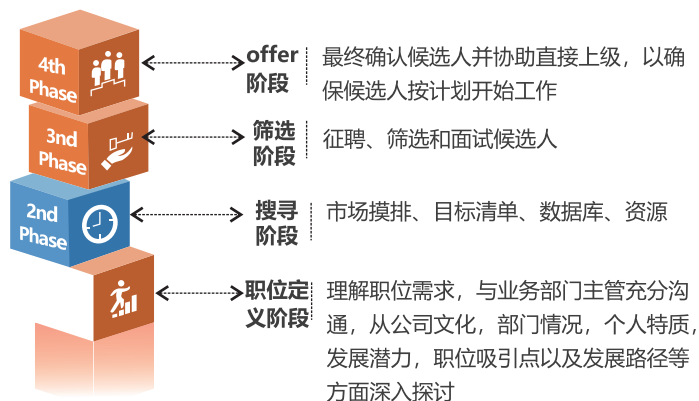 4th
Phase
offer
阶段
最终确认候选人并协助直接上级，以确
保候选人按计划开始工作
3nd
Phase
筛选
阶段
征聘、筛选和面试候选人
2nd
Phase
搜寻
阶段
市场摸排、目标清单、数据库、资源
职位定
义阶段
理解职位需求，与业务部门主管充分沟
通，从公司文化，部门情况，个人特质，
发展潜力，职位吸引点以及发展路径等
方面深入探讨